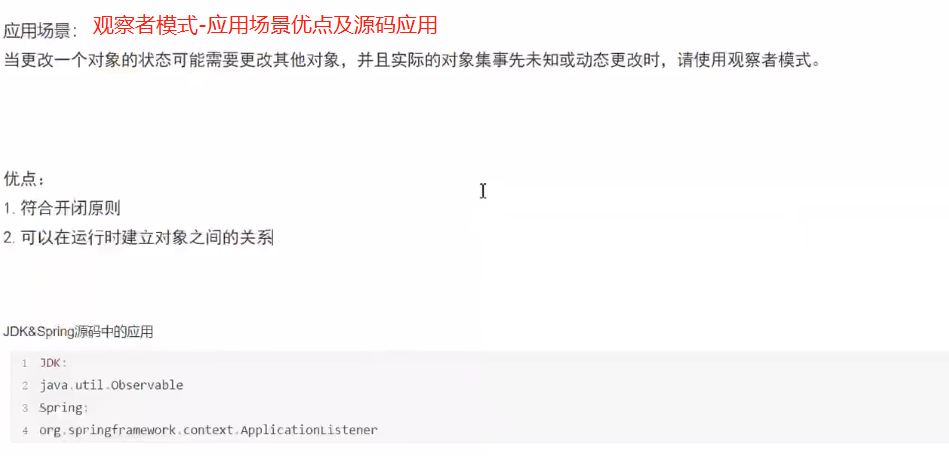 应用场景： 观察者模式-应用场景优点及源码应用
当更改一个对象的状态可能需要更改其他对象，并且实际的对象集事先未知或动态更改时，请使用观察者模式。
优点：
1. 符合开闭原则
2. 可以在运行时建立对象之间的关系
JDK&Spring源码中的应用
1 JDK:
2 java.util.Observable
3 Spring:
4 org.springframework.context.ApplicationListener